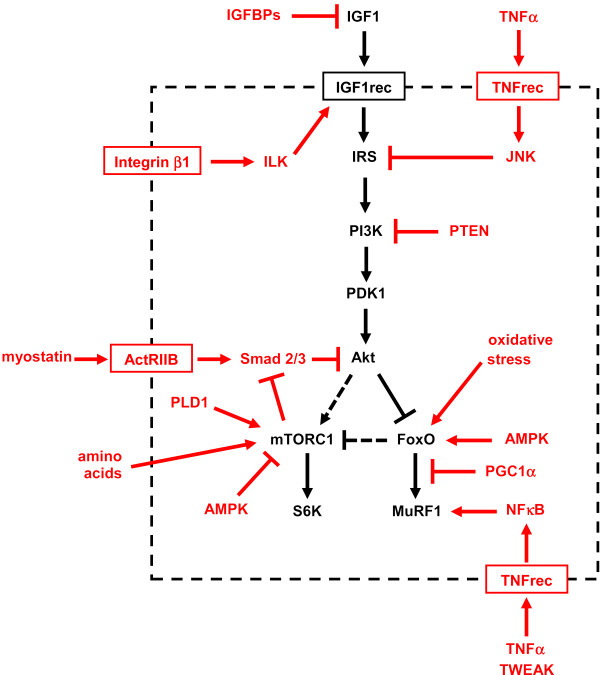 IGFBPs
IGF1
TNFα
IGF1rec
TNFrec
Integrin β1
ILK
IRS
JNK
PI3K
PTEN
PDK1
oxidative
stress
myostatin
ActRIIB
Smad 2/3
Akt
PLD1
mTORC1
FoxO
AMPK
amino
acids
PGC1α
AMPK
S6K
MuRF1
NFκB
TNFrec
TNFα
TWEAK